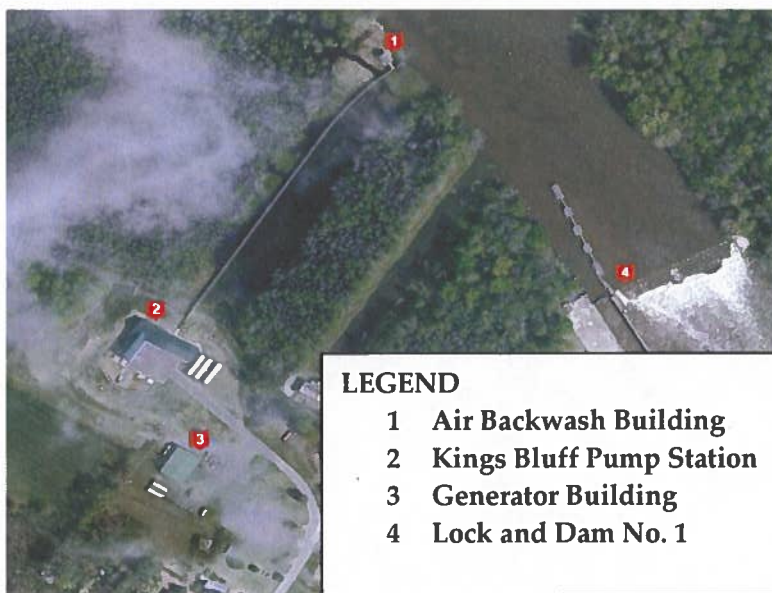 1
4
2
3
LEGEND
1 Air Backwash Building
2 Kings Bluff Pump Station
3 Generator Building
4 Lock and Dam No. 1